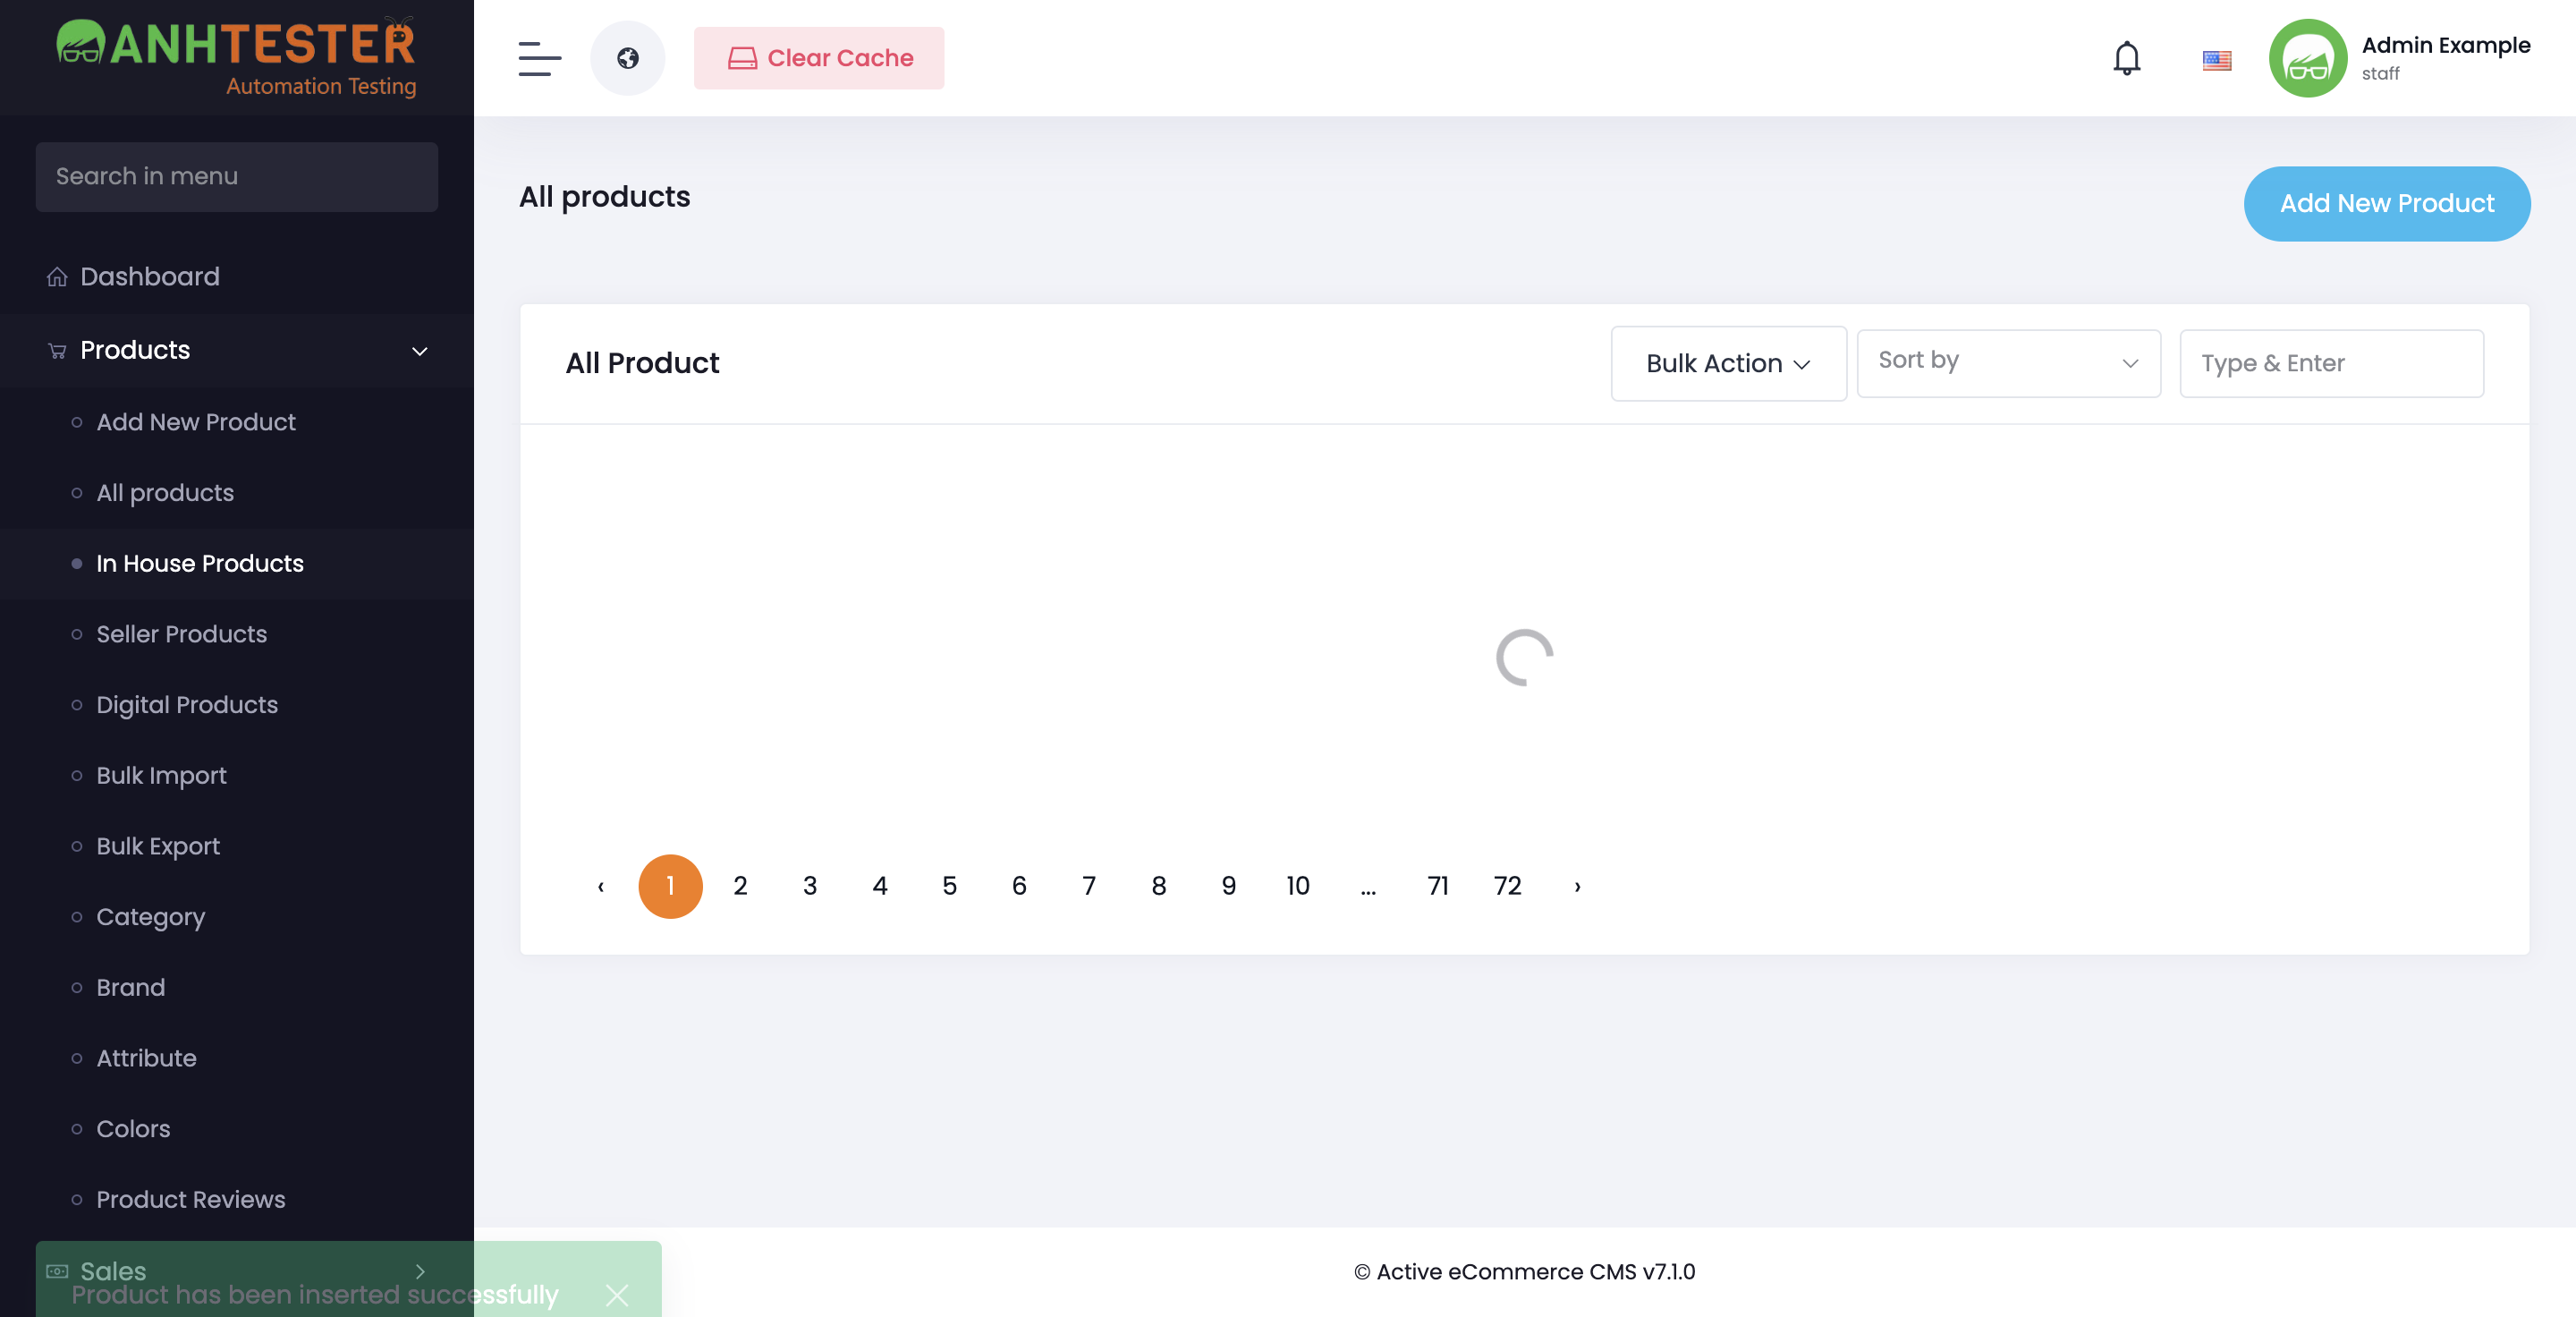 ANHTESTER
Automation Testing
Search in menu
Dashboard
Products
Add New Product
All products
In House Products
Seller Products
Digital Products
Bulk Import
Bulk Export
Category
Brand
Attribute
Colors
Product Reviews
Sales
Product has been inserted successfully
Clear Cache
Admin Example
staff
All products
Add New Product
All Product
Bulk Action
Sort by
Type & Enter
‹ 1 2 3 4 5 6 7 8 9 10 ... 71 72 ›
© Active eCommerce CMS v7.1.0